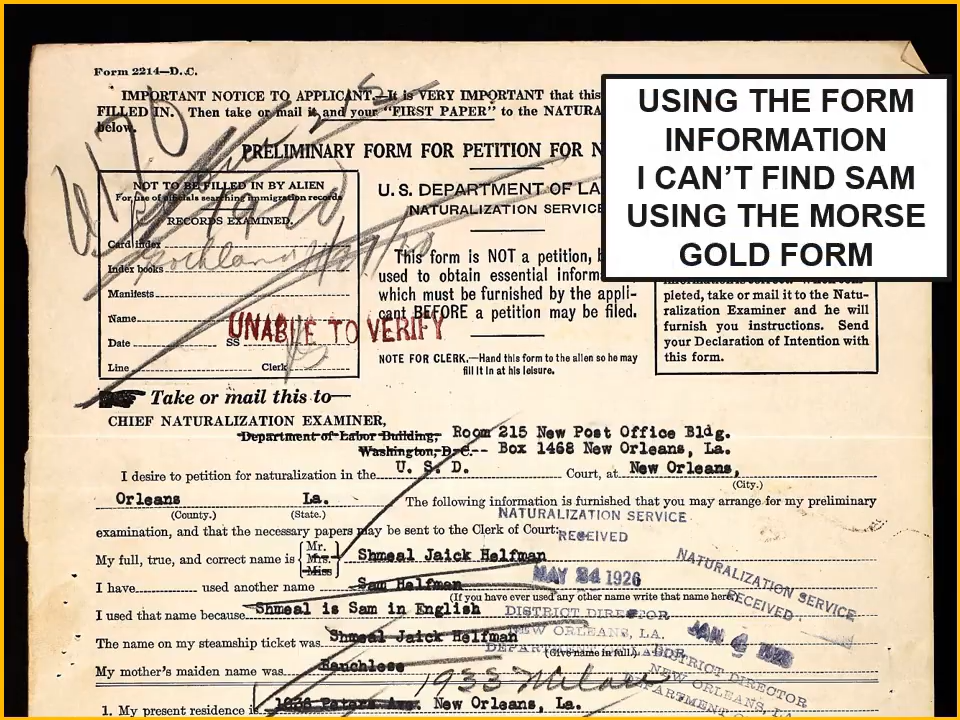 Form 2214—D.C.
IMPORTANT NOTICE TO APPLICANT.—It is VERY IMPORTANT that this
FILLED IN. Then take or mail it and your "FIRST PAPER" to the NATURA
below.
PRELIMINARY FORM FOR PETITION FOR N
USING THE FORM
INFORMATION
I CAN'T FIND SAM
USING THE MORSE
GOLD FORM
NOT TO BE FILLED IN BY ALIEN
For use of officials searching immigration records
RECORDS EXAMINED.
Card index
Index books
Manifests
Name
Date SS
Line Clerk
UNABLE TO VERIFY
U. S. DEPARTMENT OF LA
NATURALIZATION SERVICE
This form is NOT a petition, b
used to obtain essential informa
which must be furnished by the appli-
cant BEFORE a petition may be filed.
NOTE FOR CLERK.—Hand this form to the alien so he may
fill it in at his leisure.
pleted, take or mail it to the Natu-
ralization Examiner and he will
furnish you instructions. Send
your Declaration of Intention with
this form.
Take or mail this to—
CHIEF NATURALIZATION EXAMINER,
Department of Labor Building, Room 215 New Post Office Bldg.
Washington, D. C.-- Box 1468 New Orleans, La.
I desire to petition for naturalization in the U. S. D. Court, at New Orleans,
(City.)
Orleans La. The following information is furnished that you may arrange for my preliminary
(County.) (State.)
examination, and that the necessary papers may be sent to the Clerk of Court:
NATURALIZATION SERVICE
RECEIVED
MAY 24 1926
DISTRICT DIRECTOR
NEW ORLEANS, LA.
My full, true, and correct name is { Mr. Mrs. Miss } Shmeal Jaick Helfman
I have used another name Sam Helfman
(If you have ever used any other name write that name here)
I used that name because Shmeal is Sam in English
The name on my steamship ticket was Shmeal Jaick Helfman
(Give name in full)
My mother's maiden name was
1933
1. My present residence is New Orleans, La.
NATURALIZATION SERVICE
RECEIVED
JAN 4
DISTRICT DIRECTOR
NEW ORLEANS, LA.